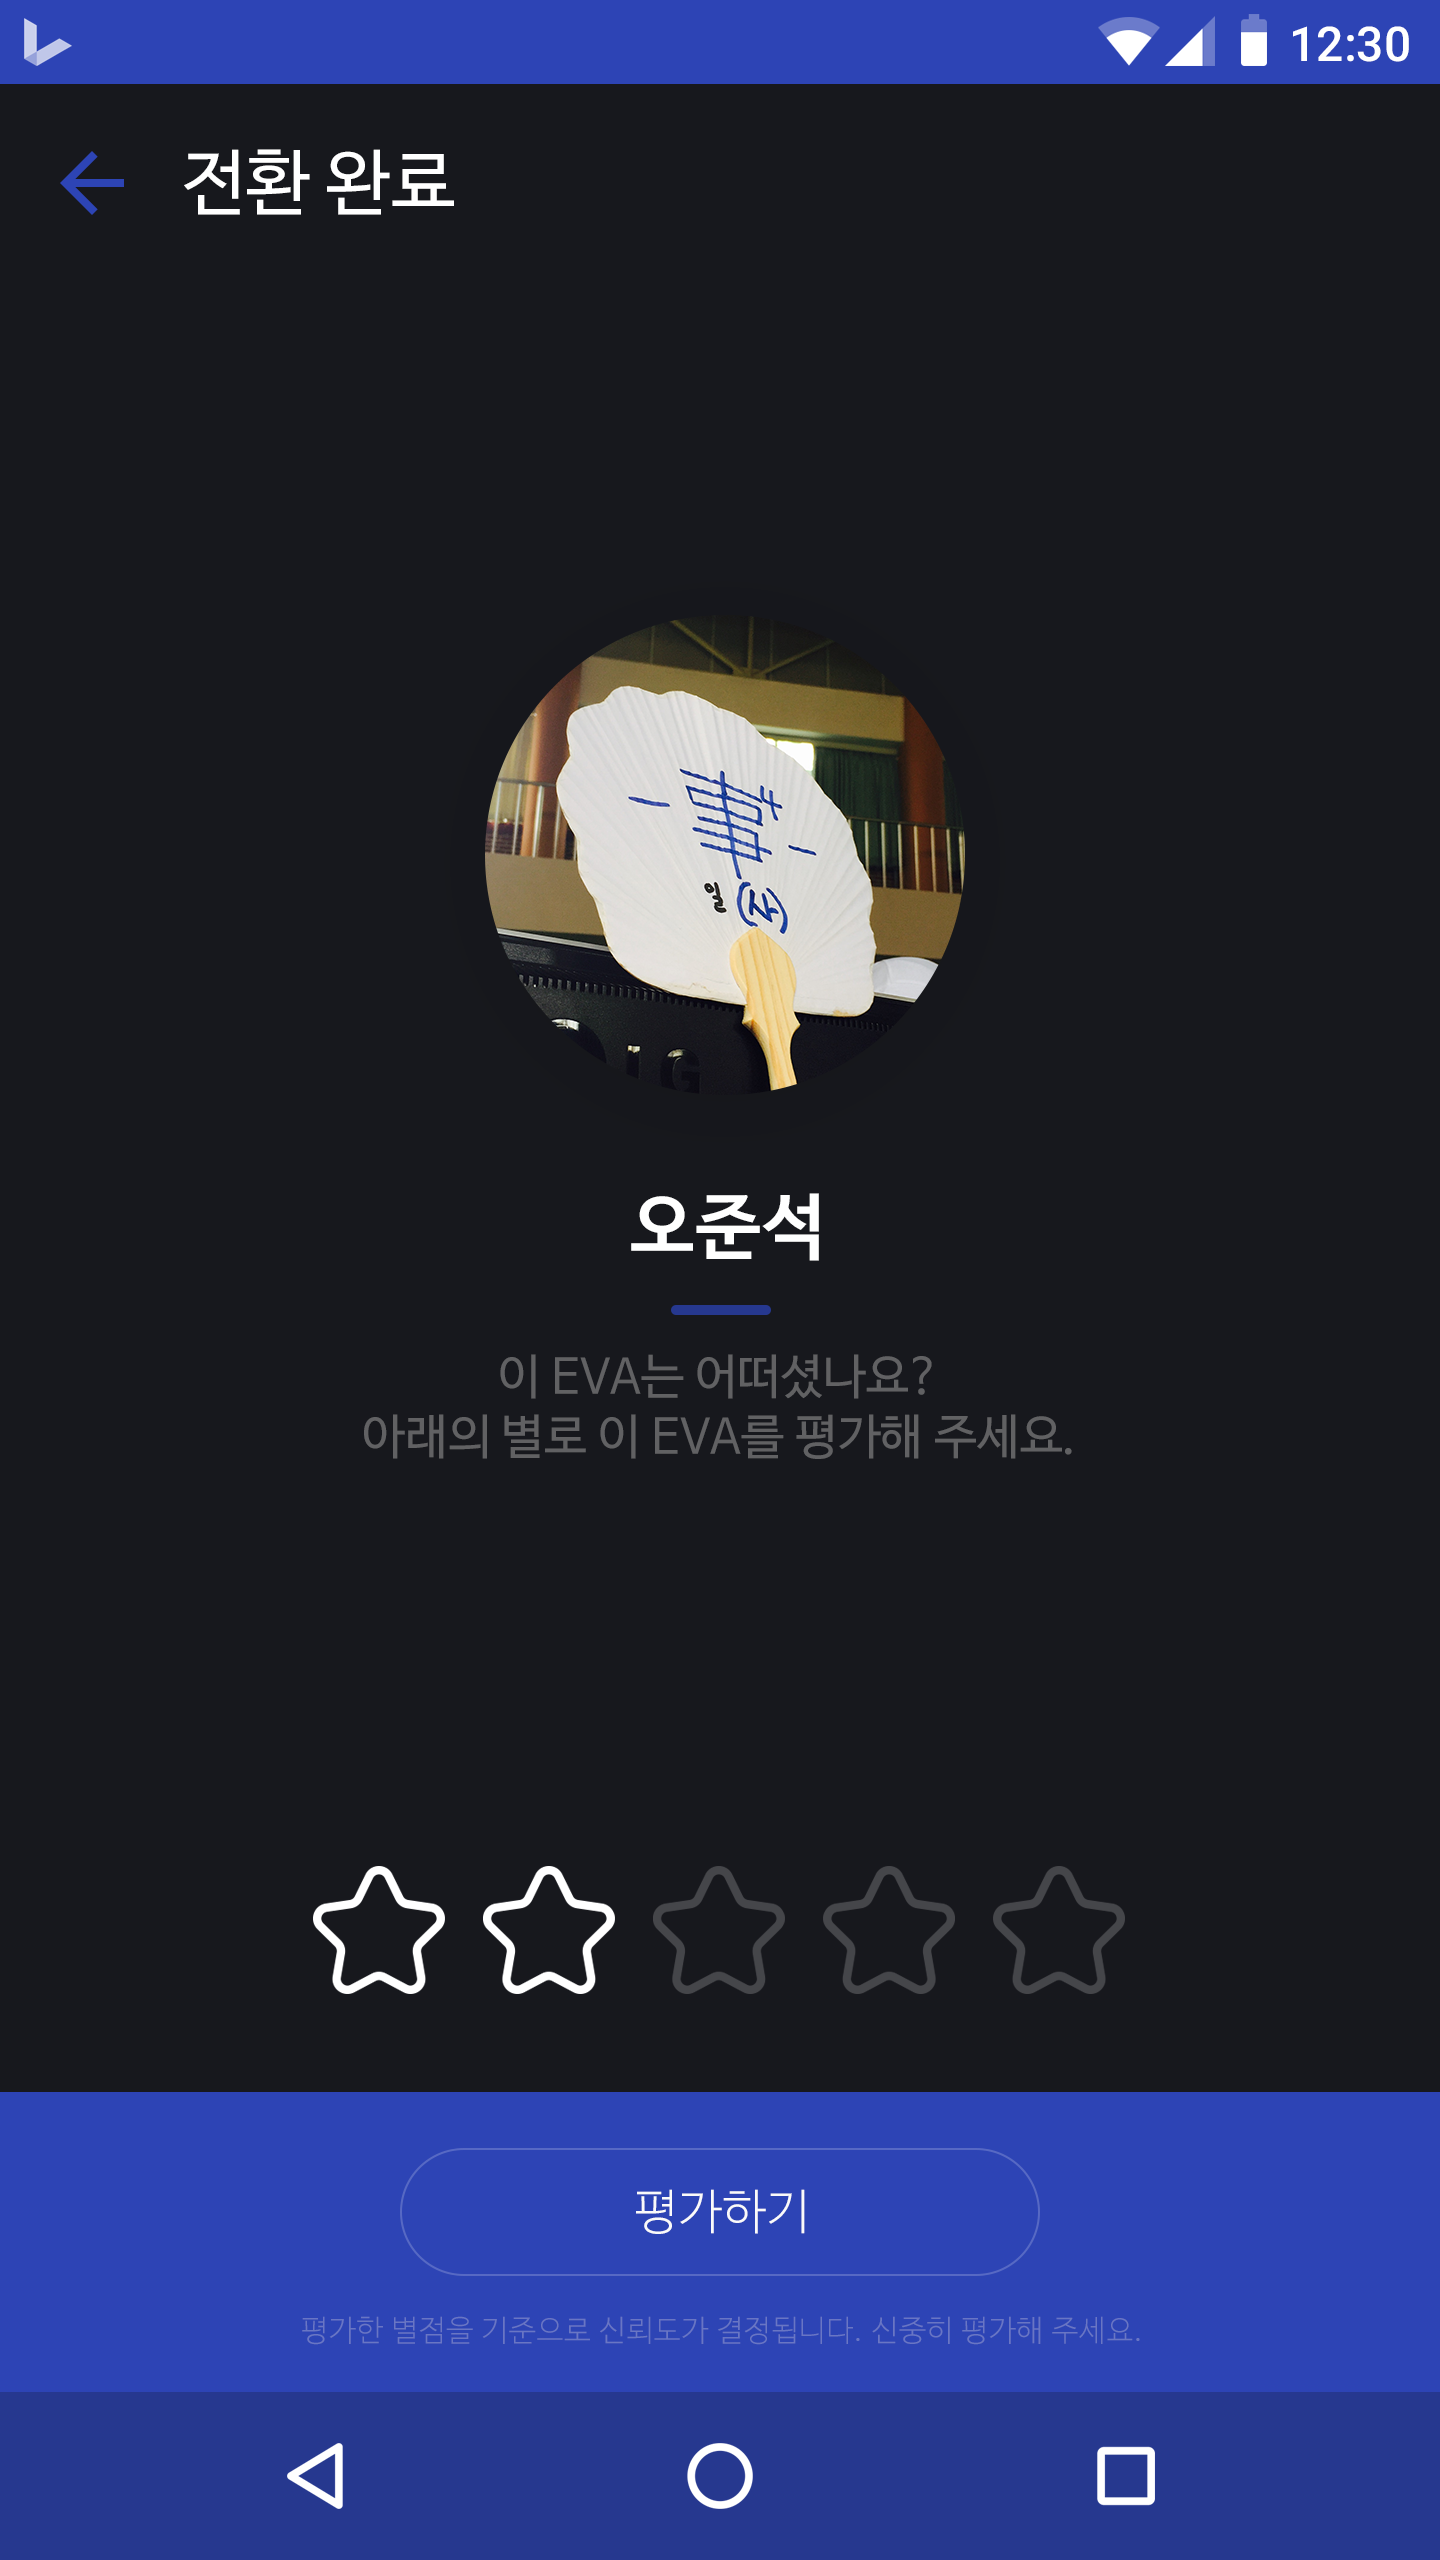 12:30
전환 완료
일
오준석
이 EVA는 어떠셨나요?
아래의 별로 이 EVA를 평가해 주세요.
평가하기
평가한 별점을 기준으로 신뢰도가 결정됩니다. 신중히 평가해 주세요.